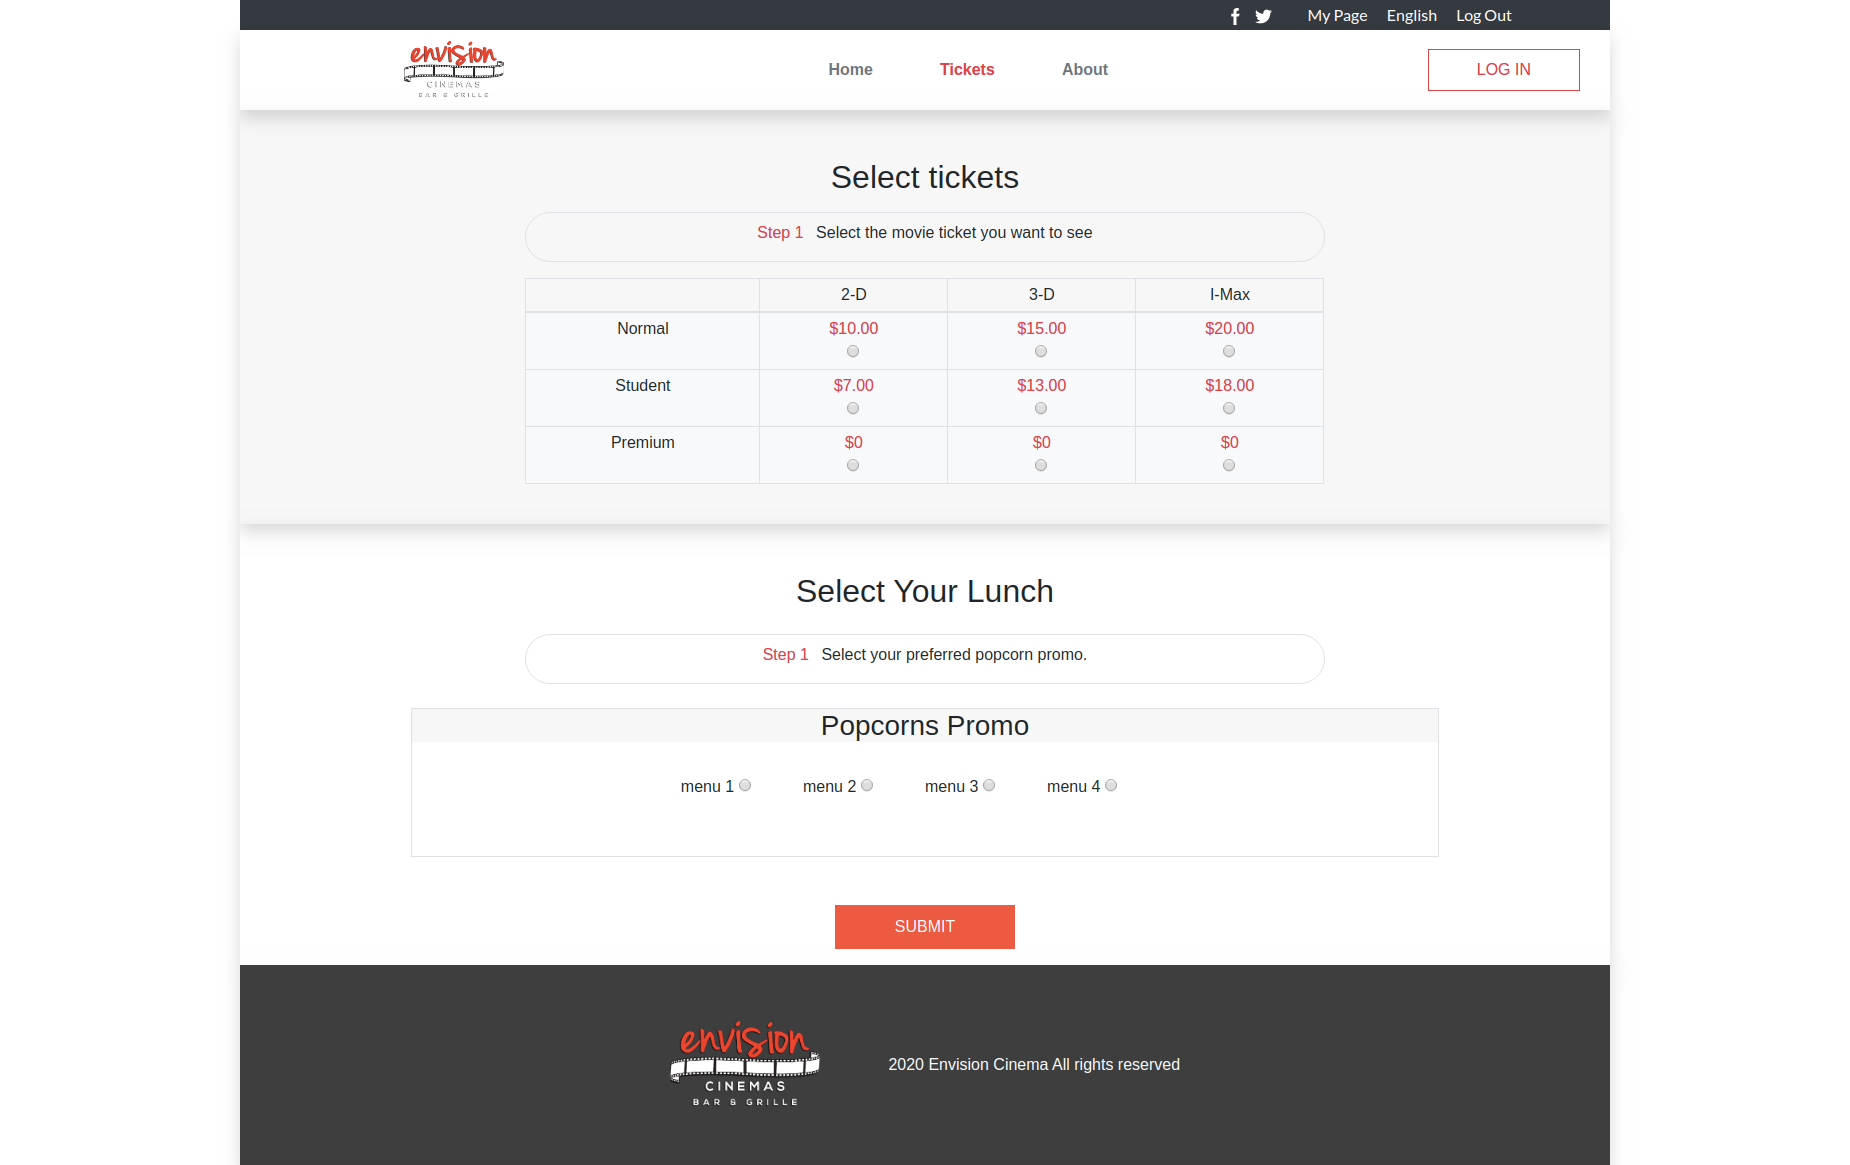 My Page English Log Out
envision
CINEMAS
BAR & GRILLE
Home Tickets About
LOG IN
Select tickets
Step 1 Select the movie ticket you want to see
2-D 3-D I-Max
Normal $10.00 $15.00 $20.00
Student $7.00 $13.00 $18.00
Premium $0 $0 $0
Select Your Lunch
Step 1 Select your preferred popcorn promo.
Popcorns Promo
menu 1 menu 2 menu 3 menu 4
SUBMIT
envision
CINEMAS
BAR & GRILLE
2020 Envision Cinema All rights reserved